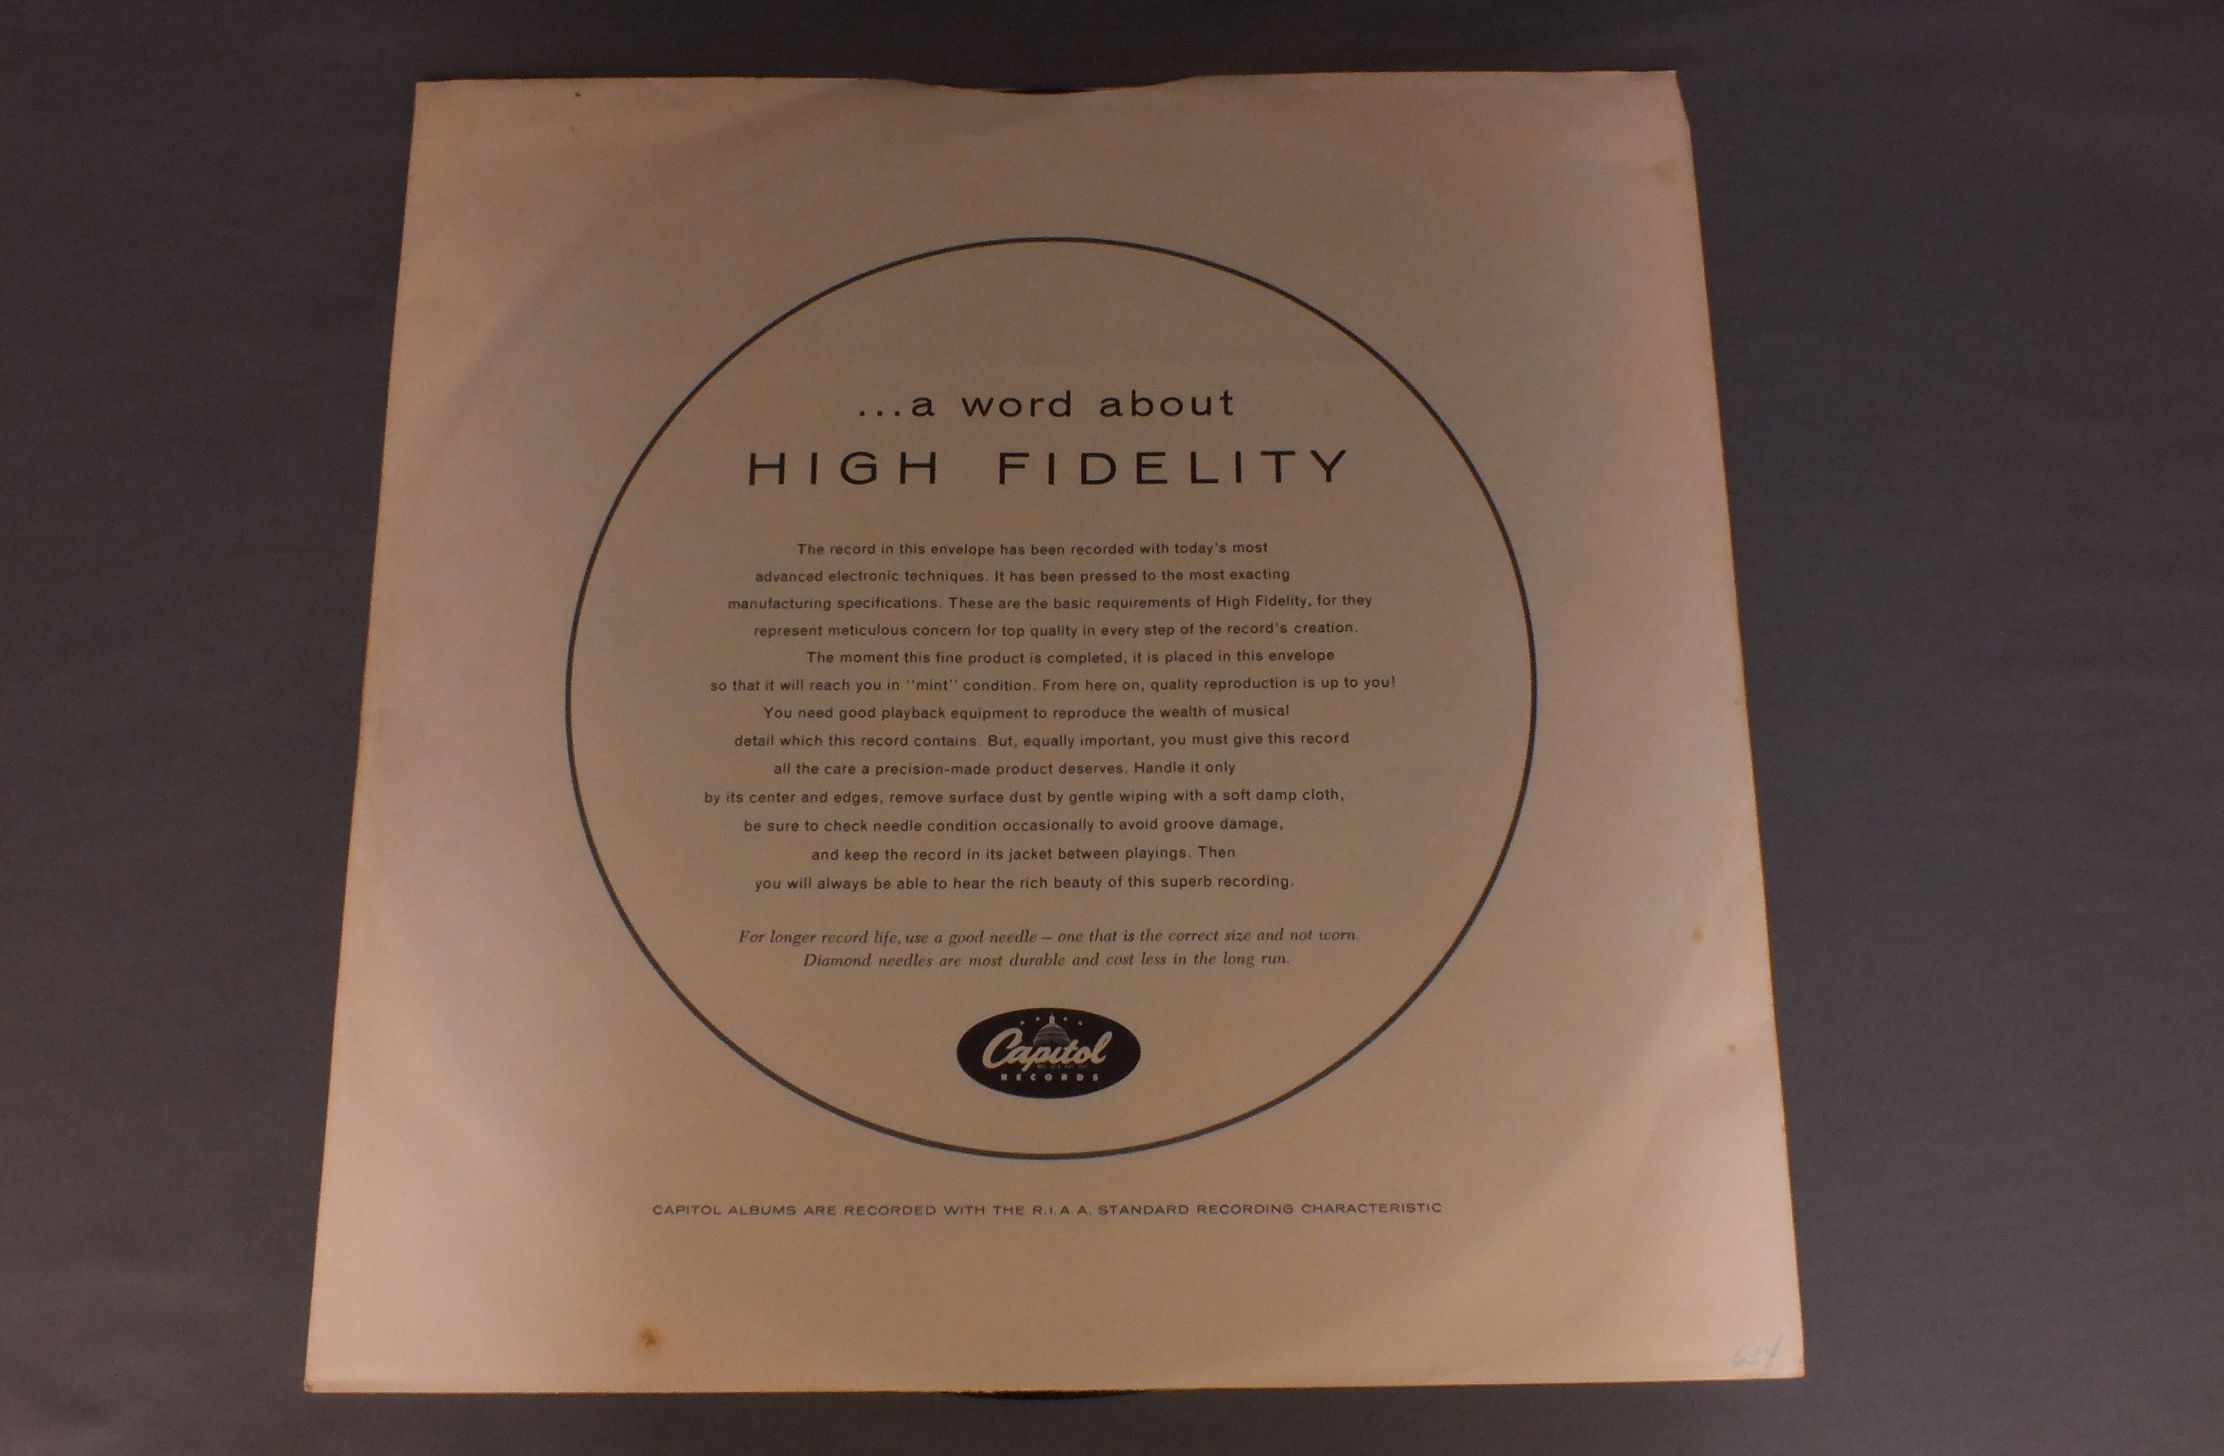 ...a word about
HIGH FIDELITY
The record in this envelope has been recorded with today's most
advanced electronic techniques. It has been pressed to the most exacting
manufacturing specifications. These are the basic requirements of High Fidelity, for they
represent meticulous concern for top quality in every step of the record's creation.
The moment this fine product is completed, it is placed in this envelope
so that it will reach you in "mint" condition. From here on, quality reproduction is up to you!
You need good playback equipment to reproduce the wealth of musical
detail which this record contains. But, equally important, you must give this record
all the care a precision-made product deserves. Handle it only
by its center and edges, remove surface dust by gentle wiping with a soft damp cloth,
be sure to check needle condition occasionally to avoid groove damage,
and keep the record in its jacket between playings. Then
you will always be able to hear the rich beauty of this superb recording.
For longer record life, use a good needle — one that is the correct size and not worn.
Diamond needles are most durable and cost less in the long run.
Capitol
RECORDS
CAPITOL ALBUMS ARE RECORDED WITH THE R.I.A.A. STANDARD RECORDING CHARACTERISTIC